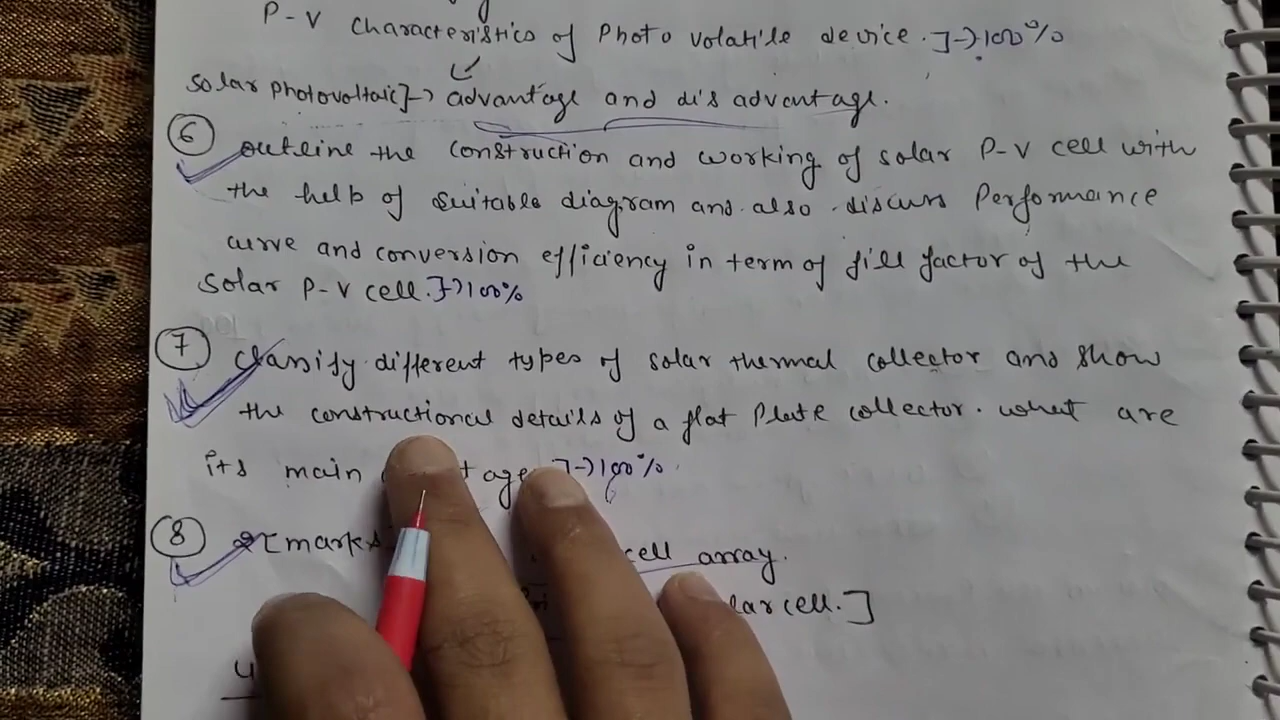 P-V characteristics of Photo volatile device.]→100%
solar photovoltaic]→ advantage and disadvantage.
6 outline the construction and working of solar P-V cell with
the help of suitable diagram and also discuss Performance
curve and conversion efficiency in term of fill factor of the
solar P-V cell.]→100%
7 classify different types of solar thermal collector and show
the constructional details of a flat Plate collector. what are
its main →100%
8 [marks cell array.
cell.]